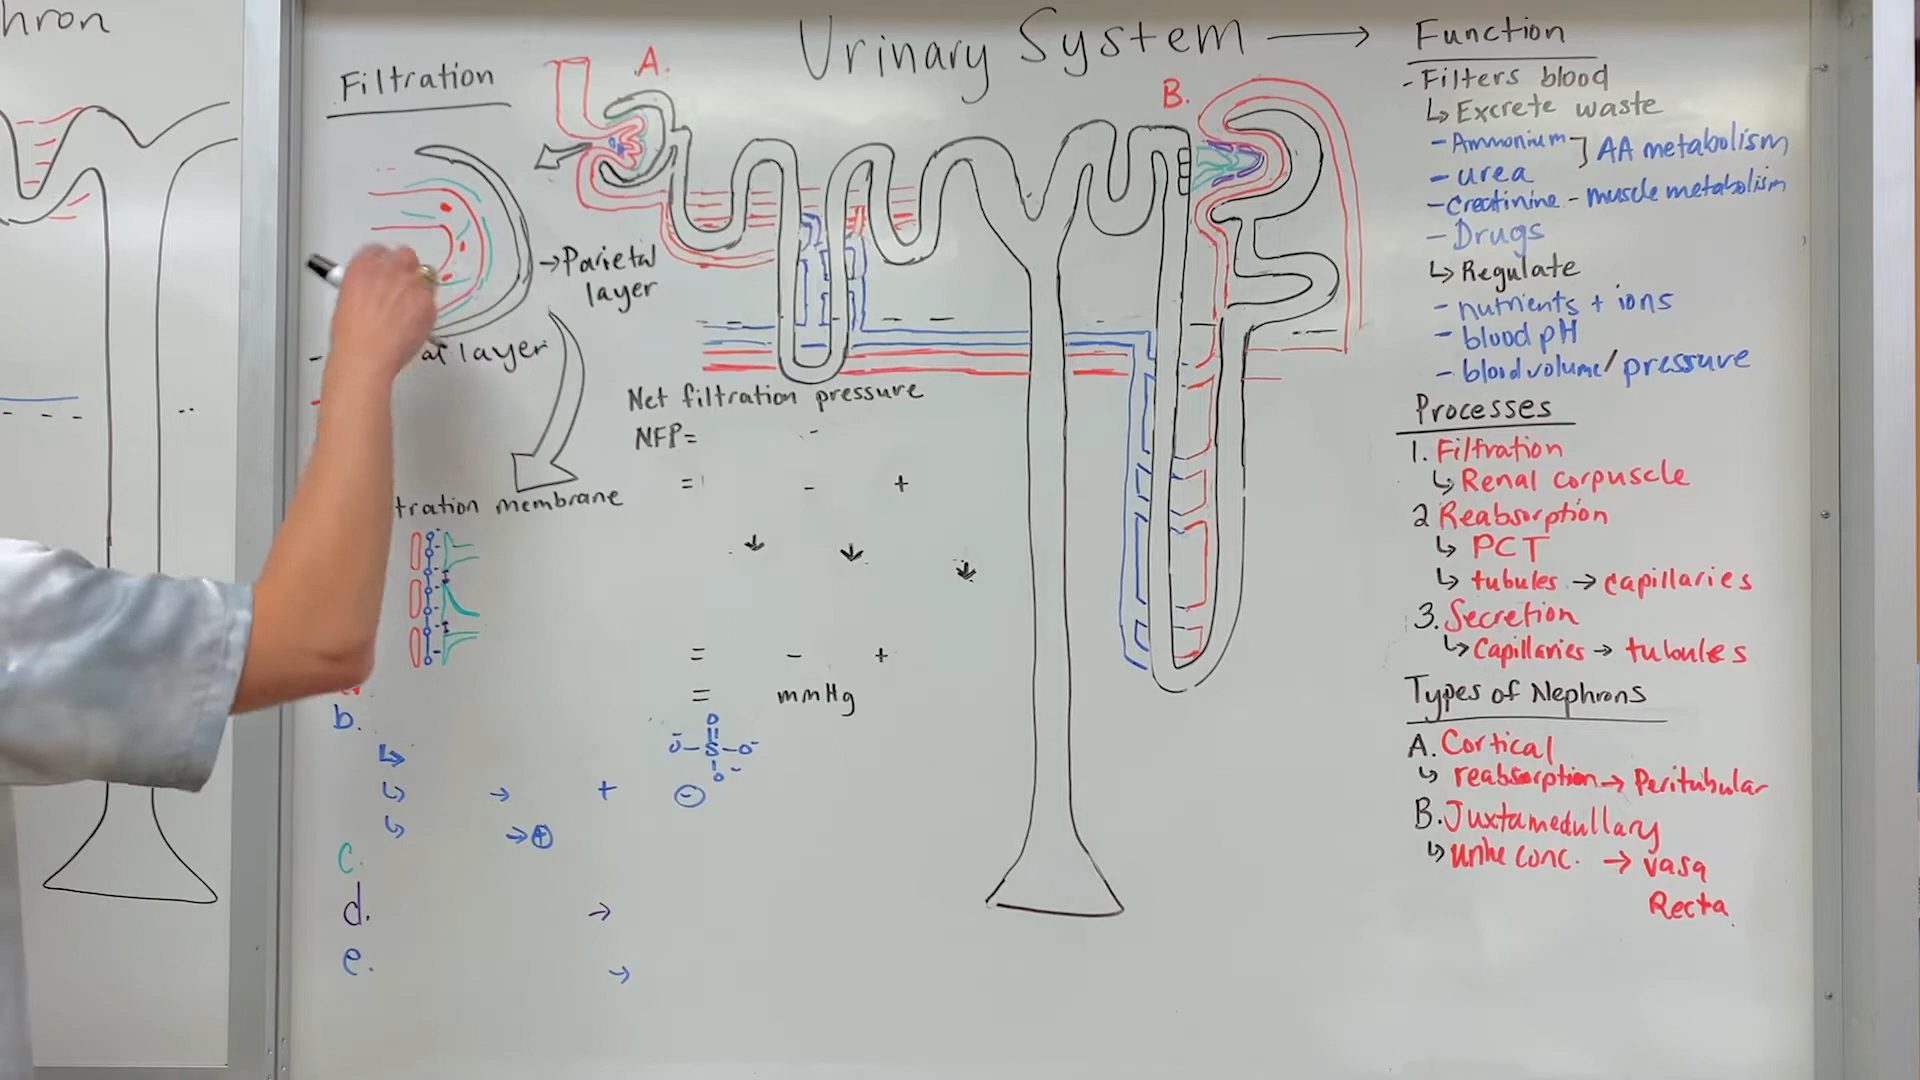 hron
Urinary System →
Filtration
A.
B.
→ Parietal
layer
layer
tration membrane
b.
↳
↳ → +
↳ → +
c.
d. →
e. →
Net filtration pressure
NFP= -
= - +
↓ ↓ ↓
= - +
= mmHg
O
O⁻ – S – O⁻
O⁻
-
Function
- Filters blood
↳ Excrete waste
- Ammonium ] AA metabolism
- urea
- Creatinine - muscle metabolism
- Drugs
↳ Regulate
- nutrients + ions
- blood pH
- blood volume/pressure
Processes
1. Filtration
↳ Renal corpuscle
2 Reabsorption
↳ PCT
↳ tubules → capillaries
3. Secretion
↳ Capillaries → tubules
Types of Nephrons
A. Cortical
↳ reabsorption → Peritubular
B. Juxtamedullary
↳ conc. → vasa
Recta